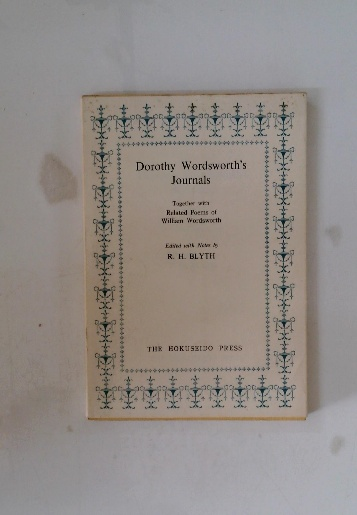 Dorothy Wordsworth's
Journals
Together with
Related Poems of
William Wordsworth
Edited with Notes by
R. H. BLYTH
THE HOKUSEIDO PRESS